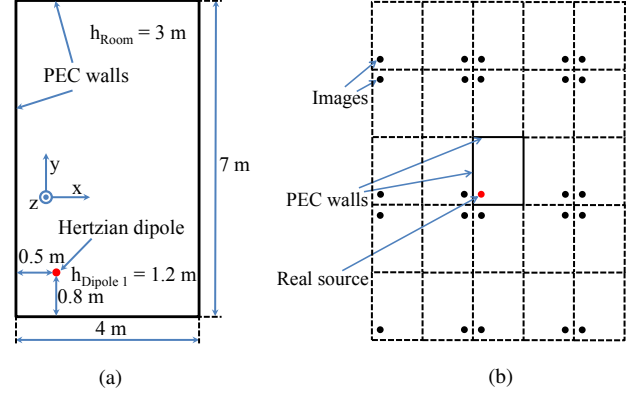 h_Room = 3 m
PEC walls
7 m
y
x
z
Hertzian dipole
0.5 m
h_Dipole 1 = 1.2 m
0.8 m
4 m
(a)
Images
PEC walls
Real source
(b)